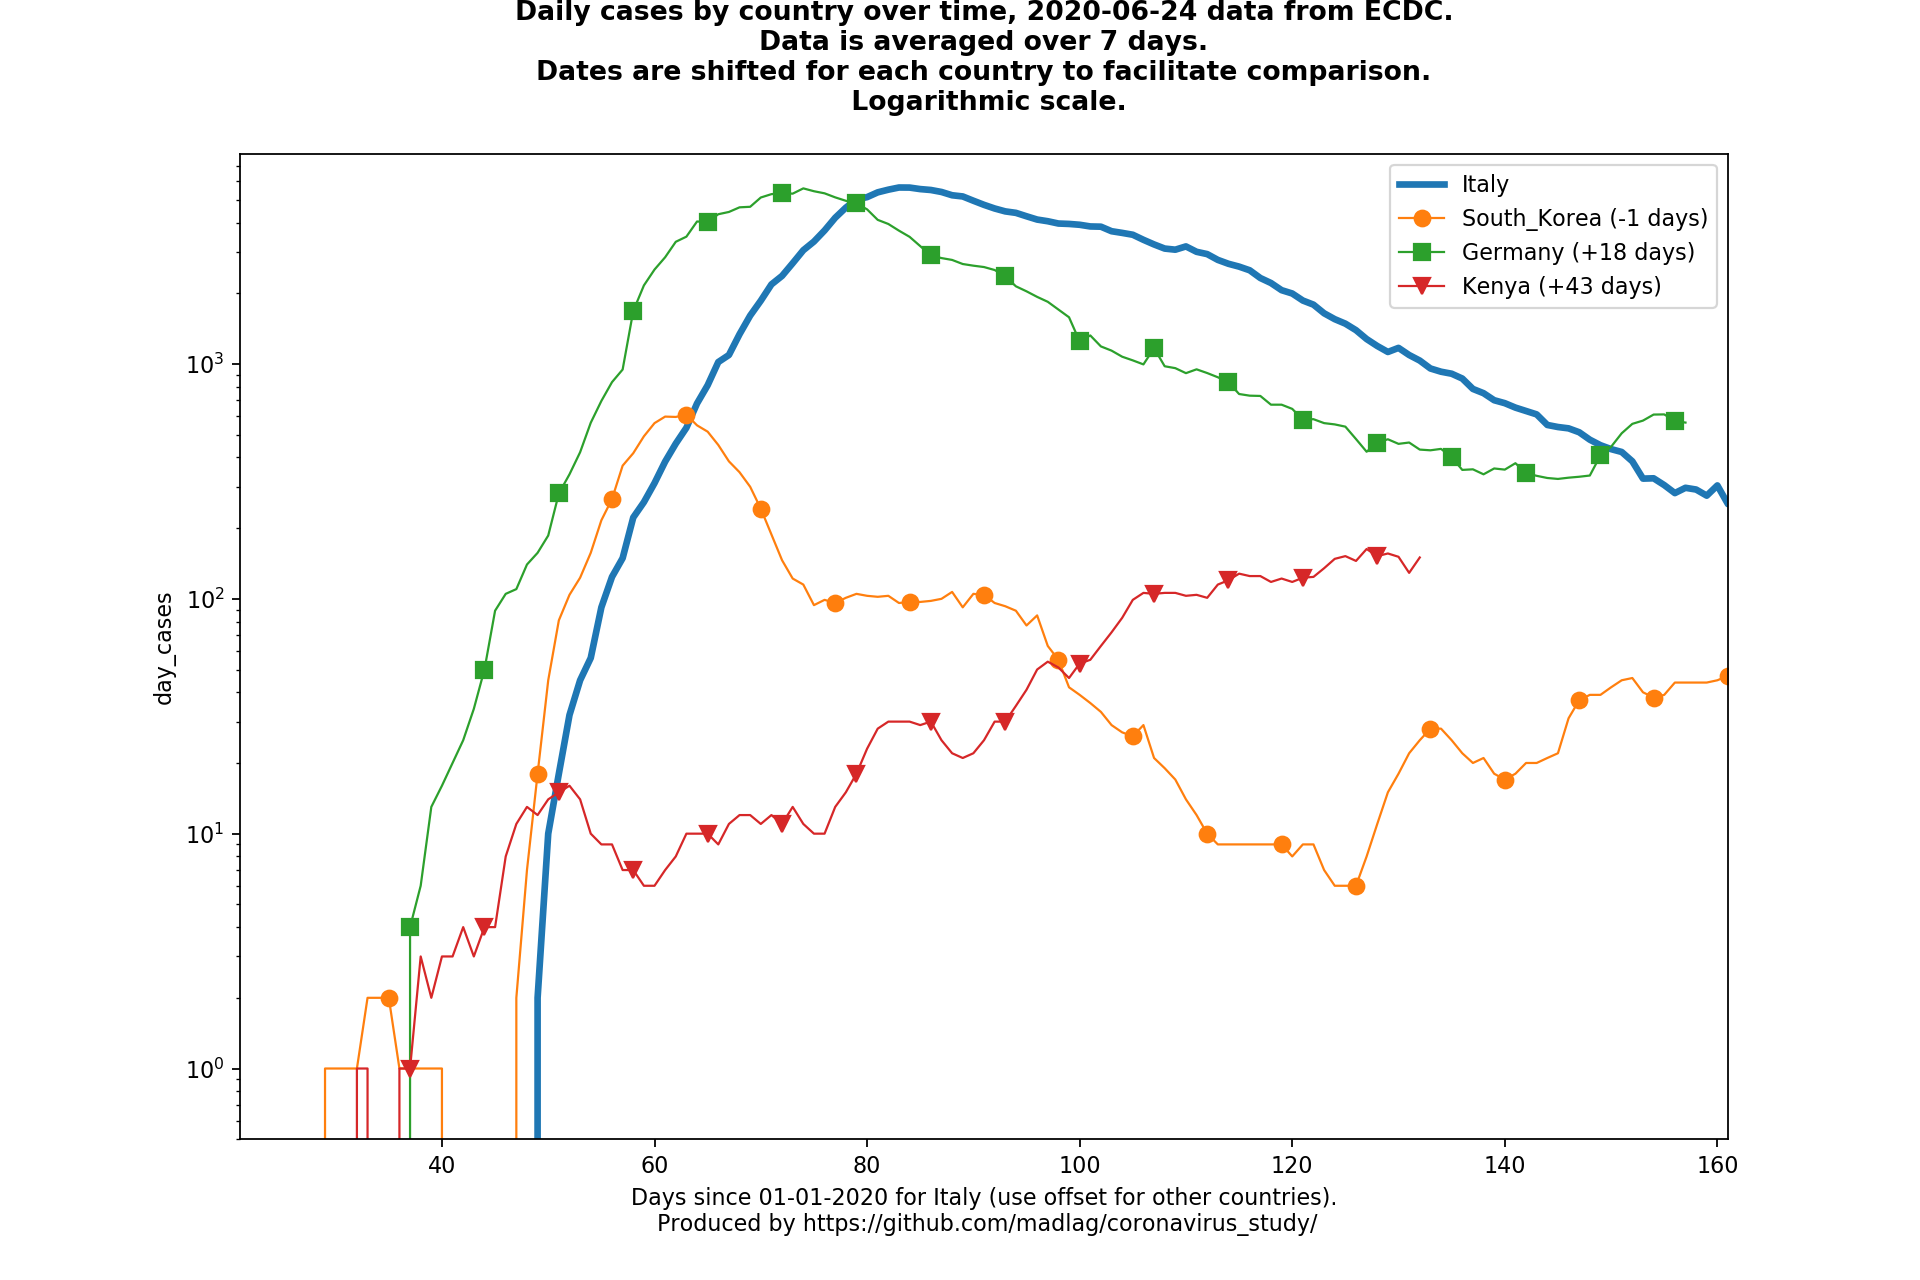 Daily cases by country over time, 2020-06-24 data from ECDC.
Data is averaged over 7 days.
Dates are shifted for each country to facilitate comparison.
Logarithmic scale.
Italy
South_Korea (-1 days)
Germany (+18 days)
Kenya (+43 days)
day_cases
10³
10²
10¹
10⁰
40 60 80 100 120 140 160
Days since 01-01-2020 for Italy (use offset for other countries).
Produced by https://github.com/madlag/coronavirus_study/